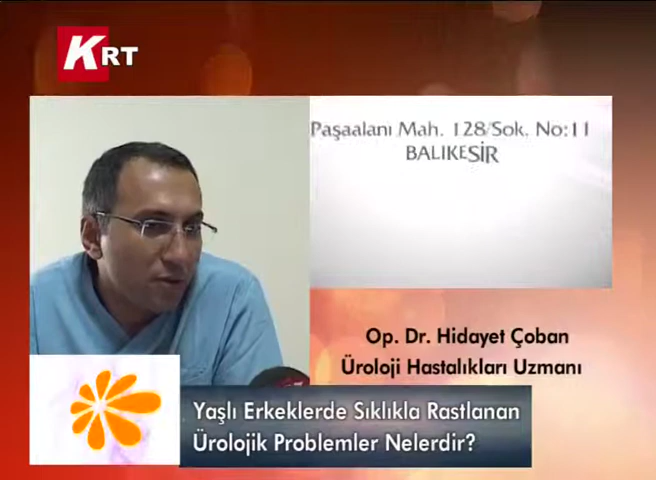 KRT
Paşaalanı Mah. 128/Sok. No:11
BALIKESİR
Op. Dr. Hidayet Çoban
Üroloji Hastalıkları Uzmanı
Yaşlı Erkeklerde Sıklıkla Rastlanan
Ürolojik Problemler Nelerdir?